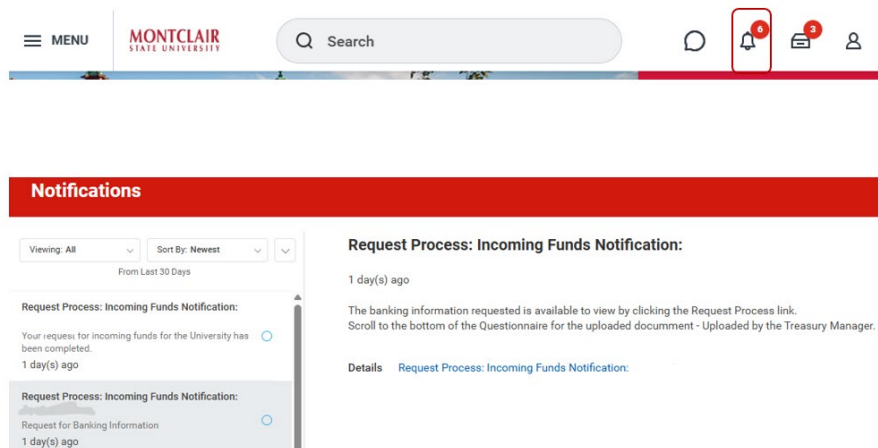 MENU
MONTCLAIR
STATE UNIVERSITY
Search
6
3
Notifications
Viewing: All
Sort By: Newest
From Last 30 Days
Request Process: Incoming Funds Notification:
Your request for incoming funds for the University has
been completed.
1 day(s) ago
Request Process: Incoming Funds Notification:
Request for Banking Information
1 day(s) ago
Request Process: Incoming Funds Notification:
1 day(s) ago
The banking information requested is available to view by clicking the Request Process link.
Scroll to the bottom of the Questionnaire for the uploaded documment - Uploaded by the Treasury Manager.
Details Request Process: Incoming Funds Notification: